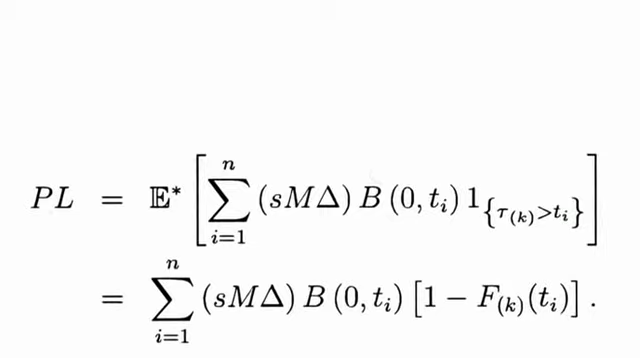 PL = 𝔼* [ ∑_{i=1}^{n} (sMΔ) B (0, t_i) 1_{{τ_{(k)}>t_i}} ]
= ∑_{i=1}^{n} (sMΔ) B (0, t_i) [1 − F_{(k)}(t_i)] .